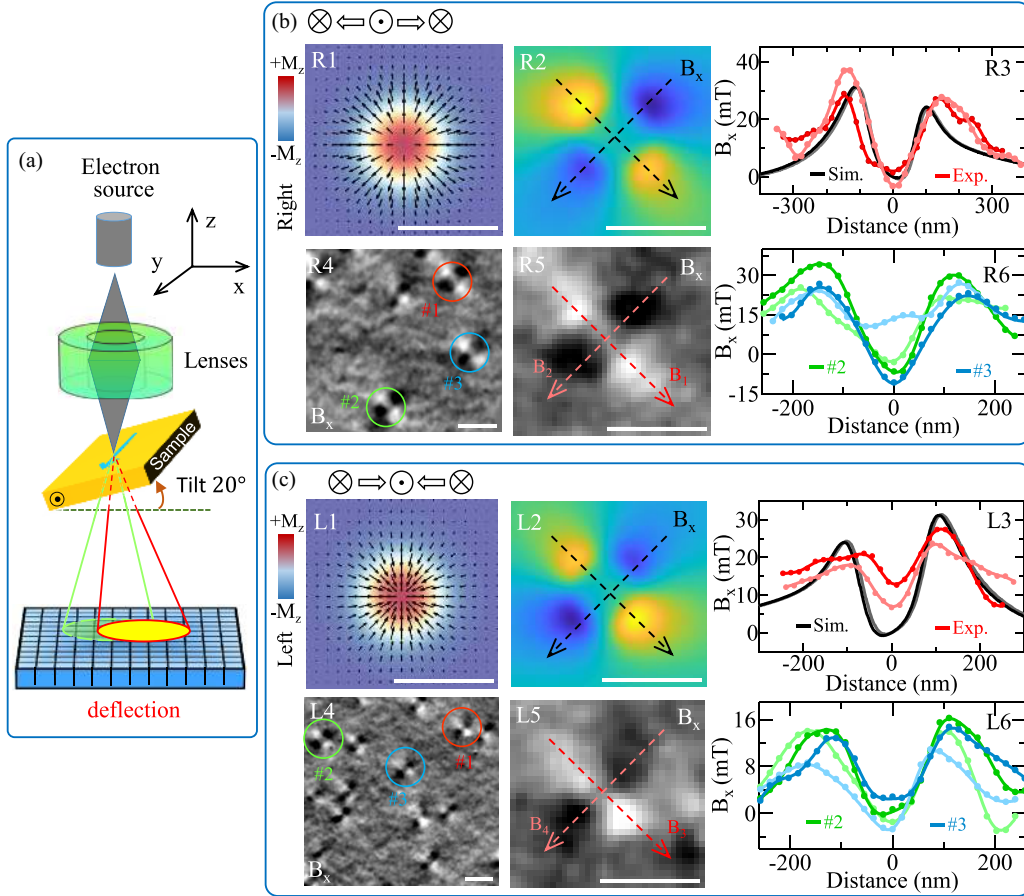 (a)
Electron
source
z
y
x
Lenses
Sample
Tilt 20°
deflection
(b)
R1
+Mz
-Mz
Right
R2
Bx
R3
Bx (mT)
40
20
0
Sim.
Exp.
-300
0
300
Distance (nm)
R4
#1
#3
#2
Bx
R5
Bx
B2
B1
R6
Bx (mT)
30
15
0
-15
#2
#3
-200
0
200
Distance (nm)
(c)
L1
+Mz
-Mz
Left
L2
Bx
L3
Bx (mT)
30
20
10
0
Sim.
Exp.
-200
0
200
Distance (nm)
L4
#2
#1
#3
Bx
L5
Bx
B4
L6
Bx (mT)
16
8
0
#2
#3
-200
0
200
Distance (nm)